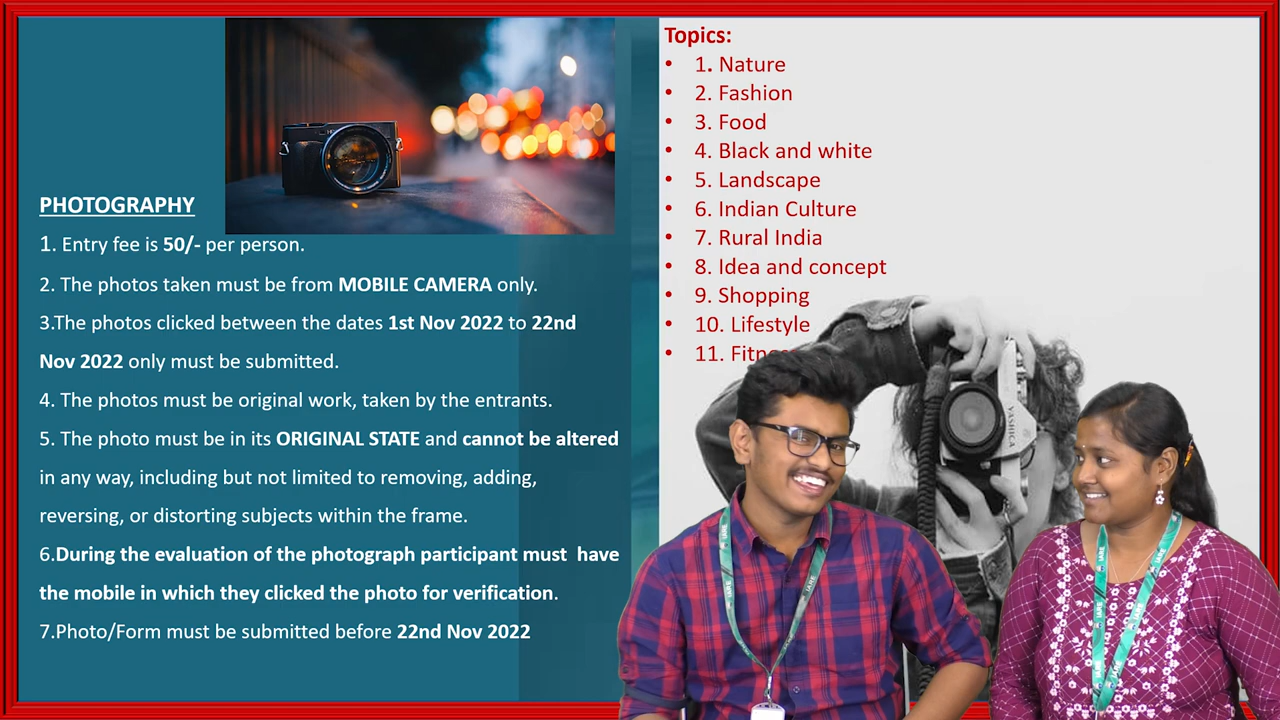 PHOTOGRAPHY
1. Entry fee is 50/- per person.
2. The photos taken must be from MOBILE CAMERA only.
3.The photos clicked between the dates 1st Nov 2022 to 22nd
Nov 2022 only must be submitted.
4. The photos must be original work, taken by the entrants.
5. The photo must be in its ORIGINAL STATE and cannot be altered
in any way, including but not limited to removing, adding,
reversing, or distorting subjects within the frame.
6.During the evaluation of the photograph participant must have
the mobile in which they clicked the photo for verification.
7.Photo/Form must be submitted before 22nd Nov 2022
Topics:
• 1. Nature
• 2. Fashion
• 3. Food
• 4. Black and white
• 5. Landscape
• 6. Indian Culture
• 7. Rural India
• 8. Idea and concept
• 9. Shopping
• 10. Lifestyle
• 11.
YASHICA
IARE
IARE
IARE
IARE